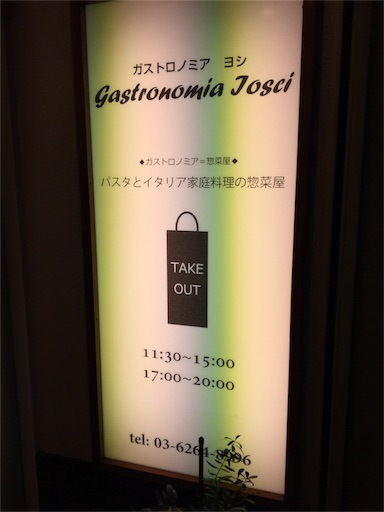 ガストロノミア ヨシ
Gastronomia Iosci
◆ガストロノミア＝惣菜屋◆
パスタとイタリア家庭料理の惣菜屋
TAKE
OUT
11:30~15:00
17:00~20:00
tel: 03-6264-